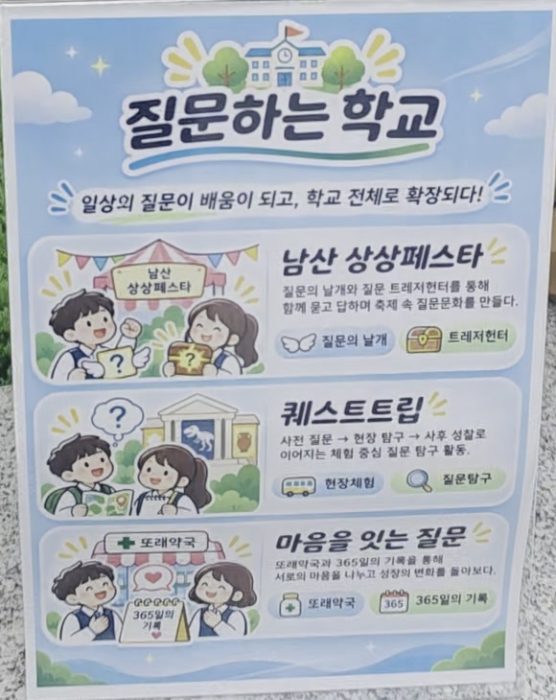 질문하는 학교
일상의 질문이 배움이 되고, 학교 전체로 확장되다!
남산
상상페스타
?
?
남산 상상페스타
질문의 날개와 질문 트레저헌터를 통해
함께 묻고 답하며 축제 속 질문문화를 만들다.
질문의 날개
트레저헌터
?
퀘스트트립
사전 질문 → 현장 탐구 → 사후 성찰로
이어지는 체험 중심 질문 탐구 활동.
현장체험
질문탐구
또래약국
365일의
기록
마음을 잇는 질문
또래약국과 365일의 기록을 통해
서로의 마음을 나누고 성장의 변화를 돌아보다.
또래약국
365
365일의 기록